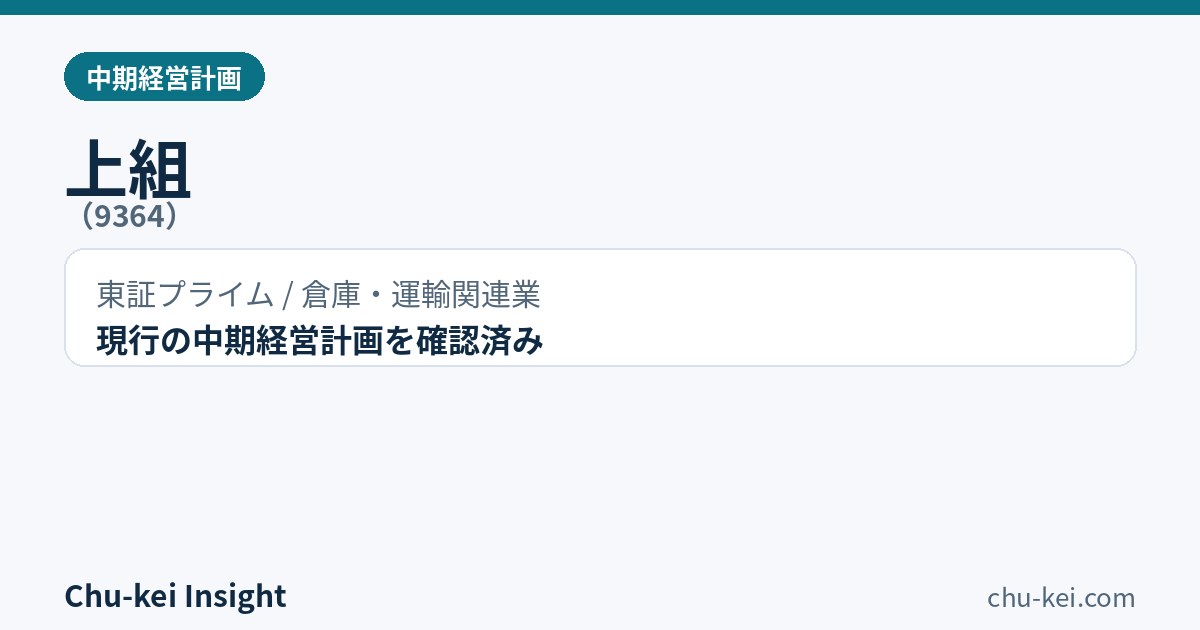 中期経営計画
上組
（9364）
東証プライム / 倉庫・運輸関連業
現行の中期経営計画を確認済み
Chu-kei Insight
chu-kei.com